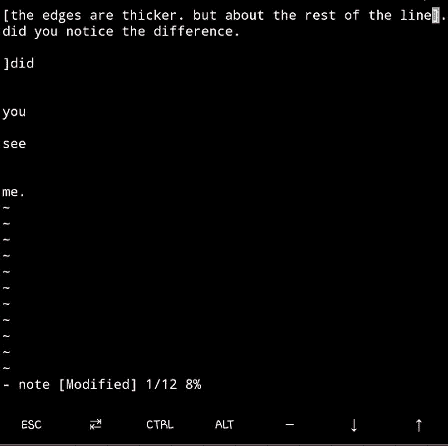 [the edges are thicker. but about the rest of the line].
did you notice the difference.
]did
you
see
me.
~
~
~
~
~
~
~
~
~
~
~
- note [Modified] 1/12 8%
ESC ⇄ CTRL ALT — ↓ ↑